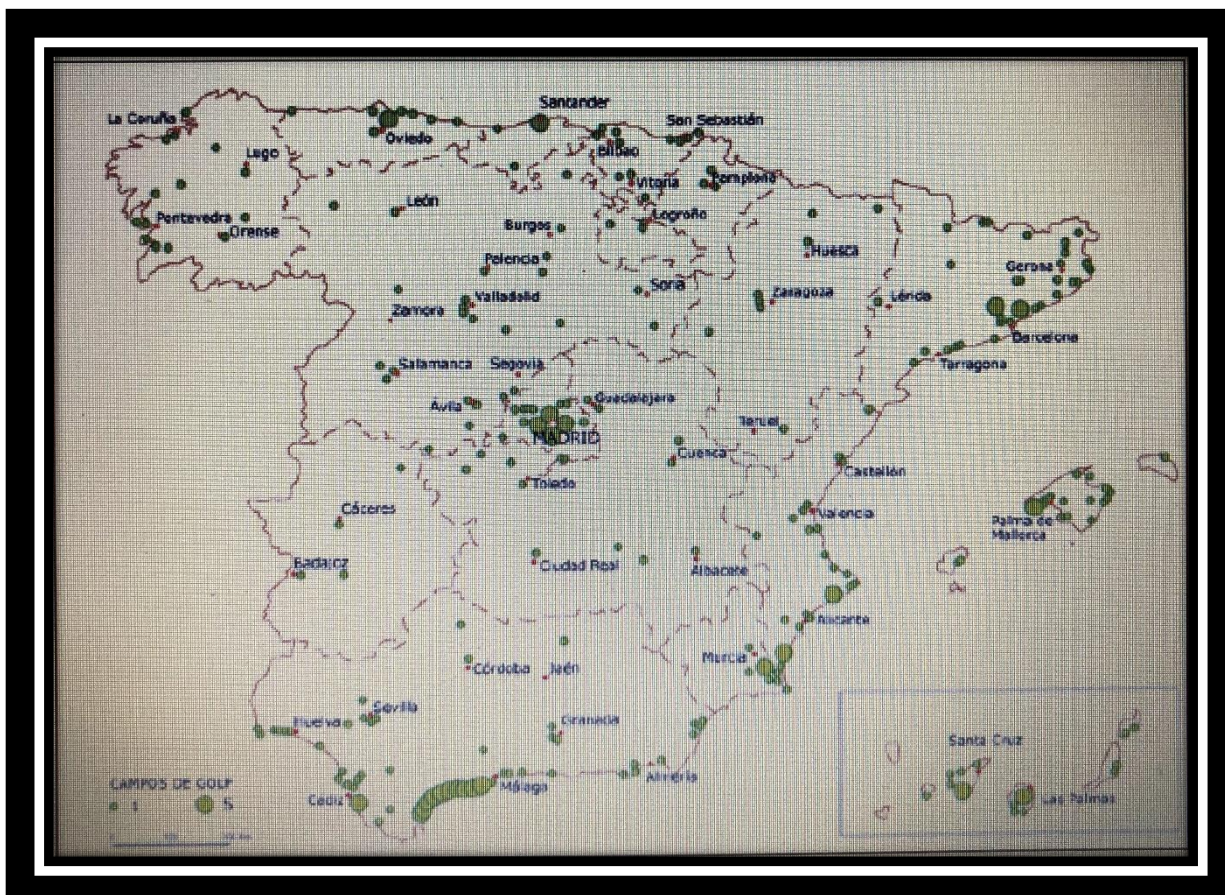 Santander
La Coruña
San Sebastián
Oviedo
Bilbao
Lugo
Vitoria
Pamplona
León
Pontevedra
Logroño
Burgos
Orense
Huesca
Palencia
Gerona
Soria
Zaragoza
Valladolid
Lérida
Zamora
Barcelona
Salamanca
Segovia
Tarragona
Ávila
Guadalajara
Teruel
MADRID
Cuenca
Castellón
Toledo
Cáceres
Valencia
Palma de
Mallorca
Badajoz
Ciudad Real
Albacete
Alicante
Murcia
Córdoba
Jaén
Sevilla
Huelva
Granada
Santa Cruz
Almería
CAMPOS DE GOLF
Málaga
1
5
Cádiz
Las Palmas
0